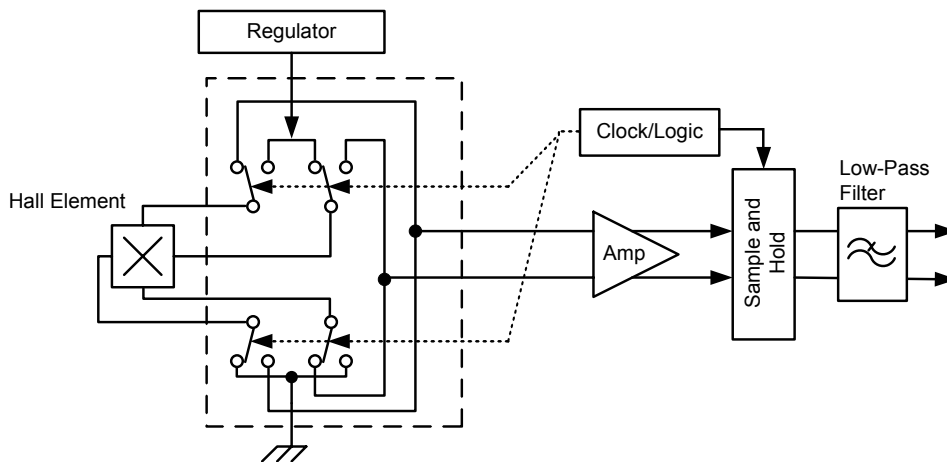 Regulator
Clock/Logic
Low-Pass
Filter
Hall Element
Amp
Sample and
Hold